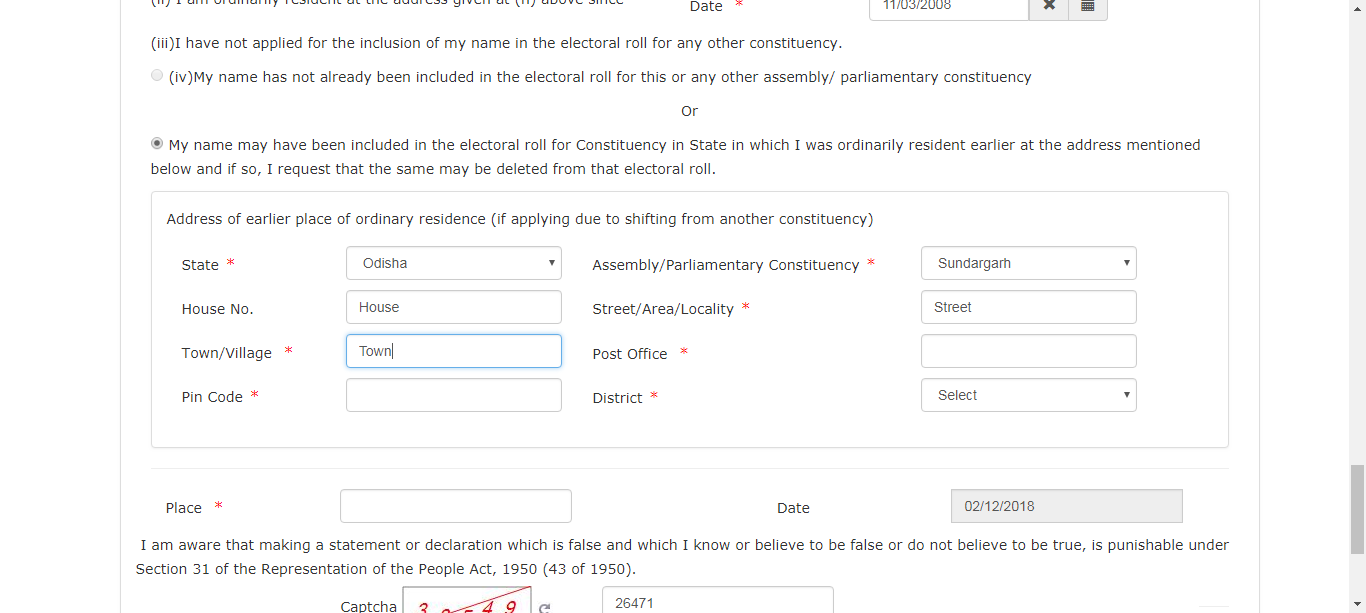 (ii) I am ordinarily resident at the address given at (h) above since Date * 11/03/2008
(iii)I have not applied for the inclusion of my name in the electoral roll for any other constituency.
(iv)My name has not already been included in the electoral roll for this or any other assembly/ parliamentary constituency
Or
My name may have been included in the electoral roll for Constituency in State in which I was ordinarily resident earlier at the address mentioned
below and if so, I request that the same may be deleted from that electoral roll.
Address of earlier place of ordinary residence (if applying due to shifting from another constituency)
State * Odisha Assembly/Parliamentary Constituency * Sundargarh
House No. House Street/Area/Locality * Street
Town/Village * Town Post Office *
Pin Code * District * Select
Place * Date 02/12/2018
I am aware that making a statement or declaration which is false and which I know or believe to be false or do not believe to be true, is punishable under
Section 31 of the Representation of the People Act, 1950 (43 of 1950).
Captcha 26471